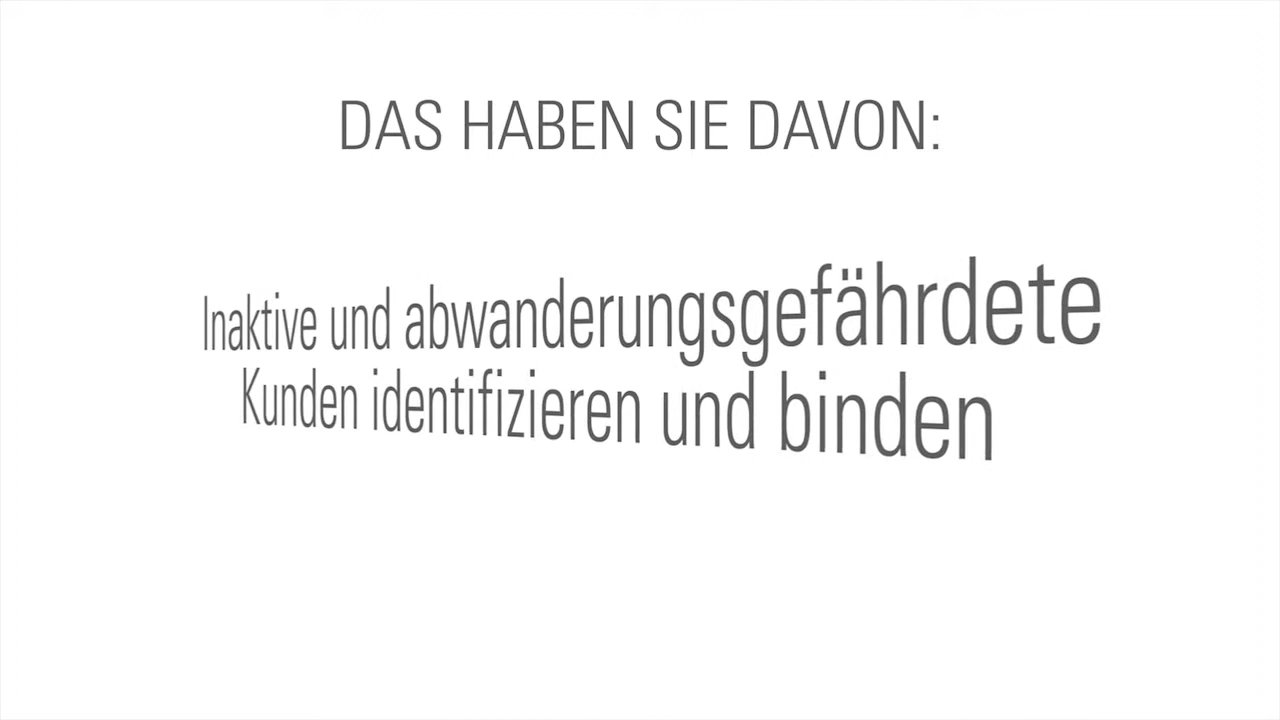 DAS HABEN SIE DAVON:
Inaktive und abwanderungsgefährdete
Kunden identifizieren und binden